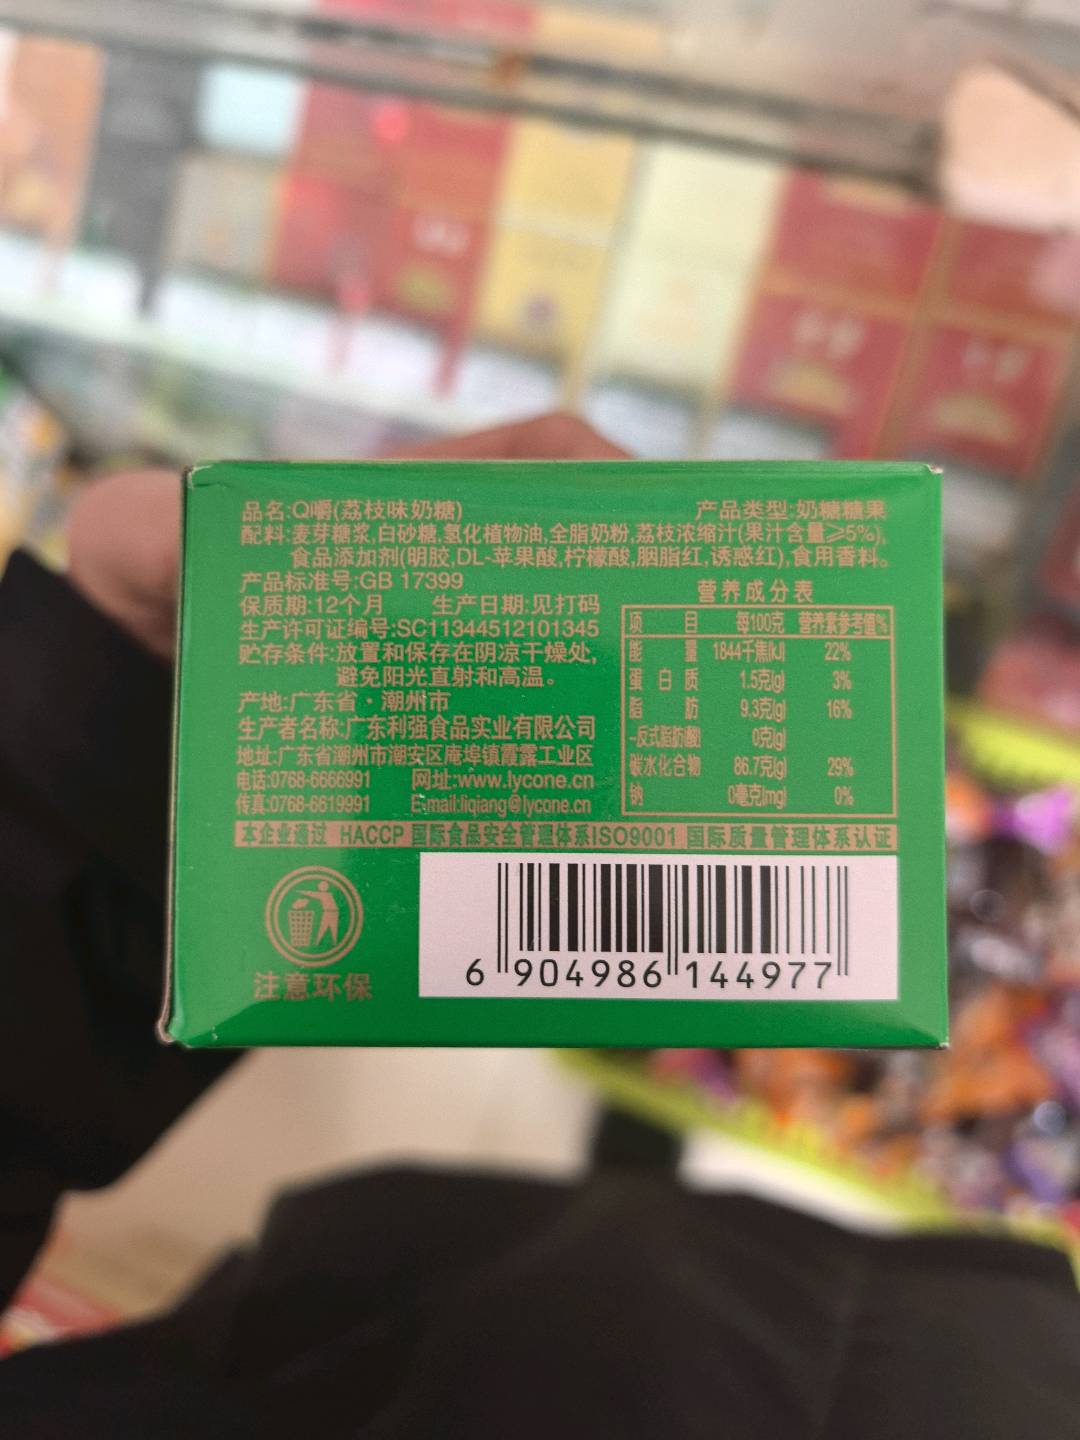 品名:Q嚼(荔枝味奶糖) 产品类型:奶糖糖果
配料:麦芽糖浆,白砂糖,氢化植物油,全脂奶粉,荔枝浓缩汁(果汁含量≥5%),
食品添加剂(明胶,DL-苹果酸,柠檬酸,胭脂红,诱惑红),食用香料。
产品标准号:GB 17399
保质期:12个月 生产日期:见打码
生产许可证编号:SC11344512101345
贮存条件:放置和保存在阴凉干燥处,
避免阳光直射和高温。
产地:广东省·潮州市
生产者名称:广东利强食品实业有限公司
地址:广东省潮州市潮安区庵埠镇霞露工业区
电话:0768-6666991 网址:www.lycone.cn
传真:0768-6619991 E-mail:liqiang@lycone.cn
营养成分表
项目 每100克 营养素参考值%
能量 1844千焦(kJ) 22%
蛋白质 1.5克(g) 3%
脂肪 9.3克(g) 16%
-反式脂肪(酸) 0克(g)
碳水化合物 86.7克(g) 29%
钠 0毫克(mg) 0%
本企业通过 HACCP 国际食品安全管理体系ISO9001 国际质量管理体系认证
注意环保
6 904986 144977